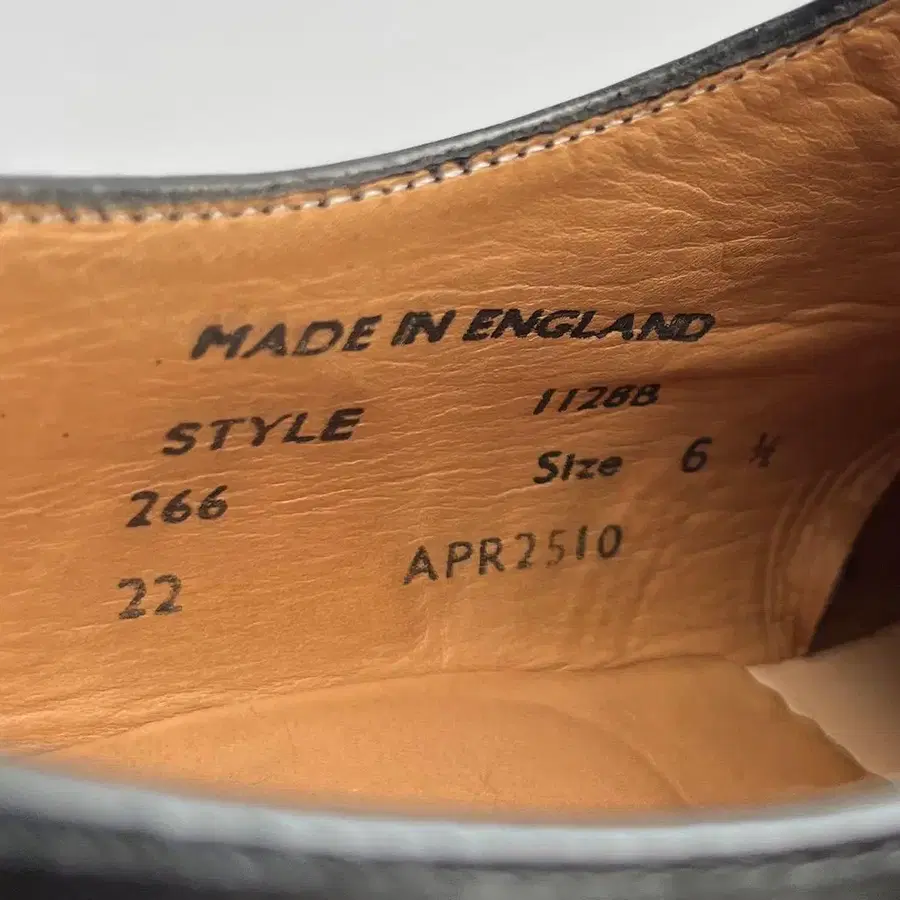 MADE IN ENGLAND
STYLE 11288
266 Size 6 ½
22 APR2510